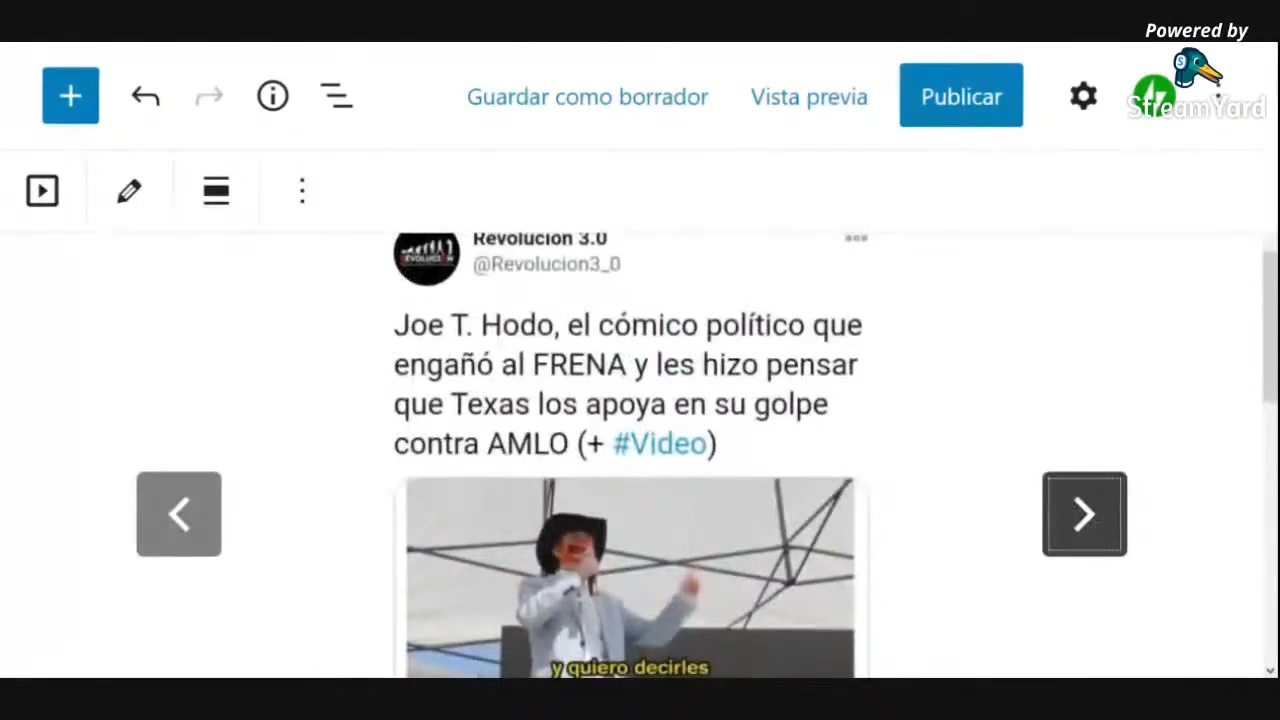 Powered by
StreamYard
Guardar como borrador
Vista previa
Publicar
Revolución 3.0
@Revolucion3_0
Joe T. Hodo, el cómico político que
engañó al FRENA y les hizo pensar
que Texas los apoya en su golpe
contra AMLO (+ #Video)
y quiero decirles